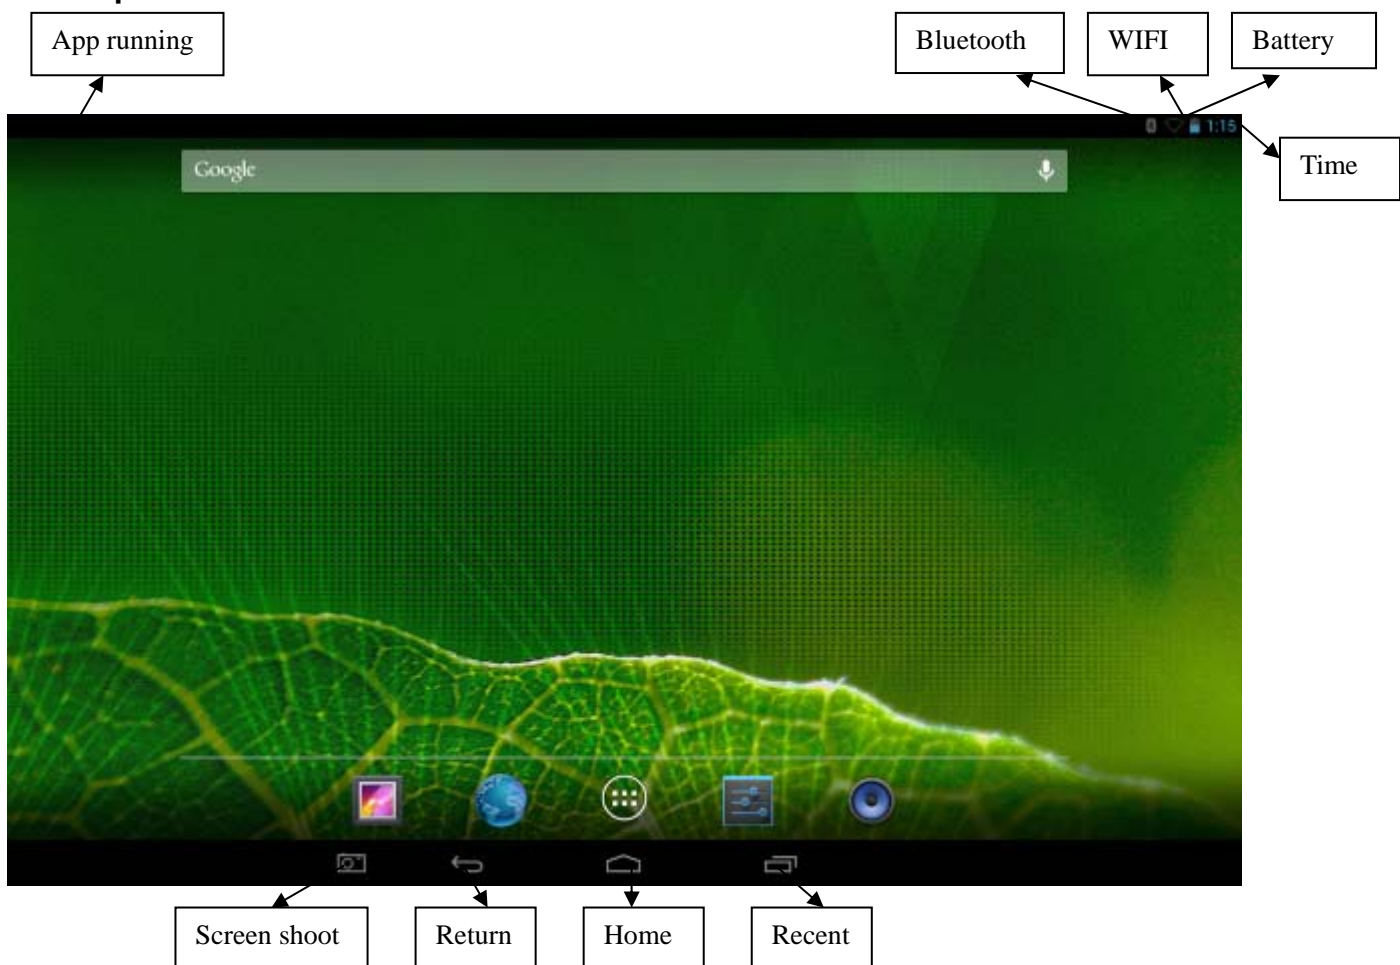 App running
Bluetooth
WIFI
Battery
1:15
Time
Google
Screen shoot
Return
Home
Recent